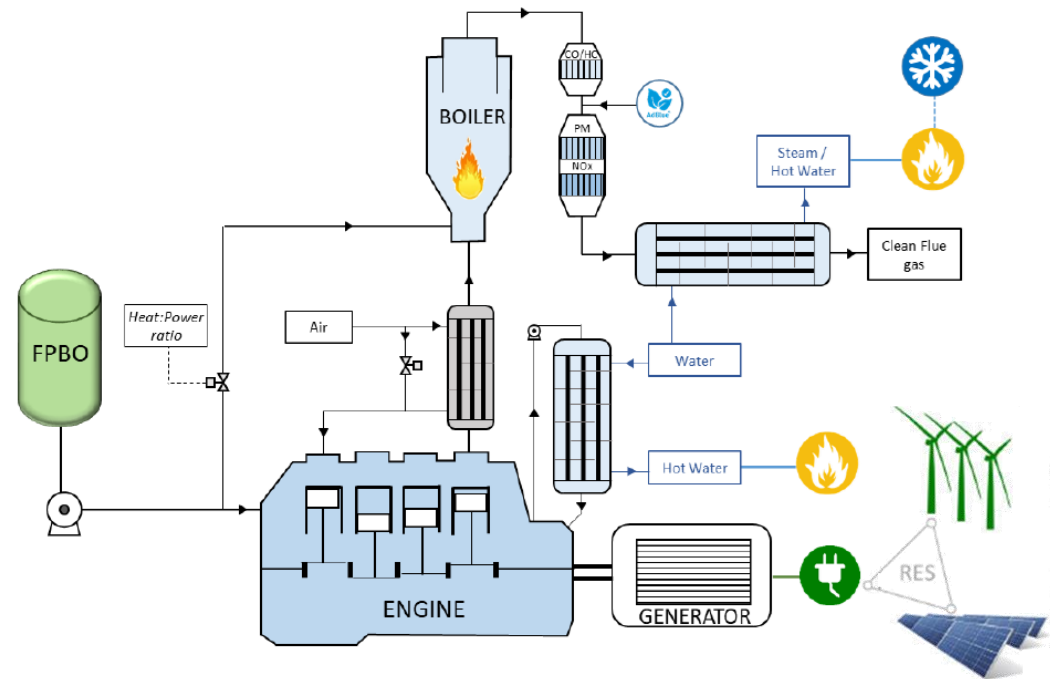 CO/HC
BOILER
AdBlue
PM
NOx
Steam /
Hot Water
Clean Flue
gas
Heat:Power
ratio
Air
FPBO
Water
Hot Water
RES
GENERATOR
ENGINE